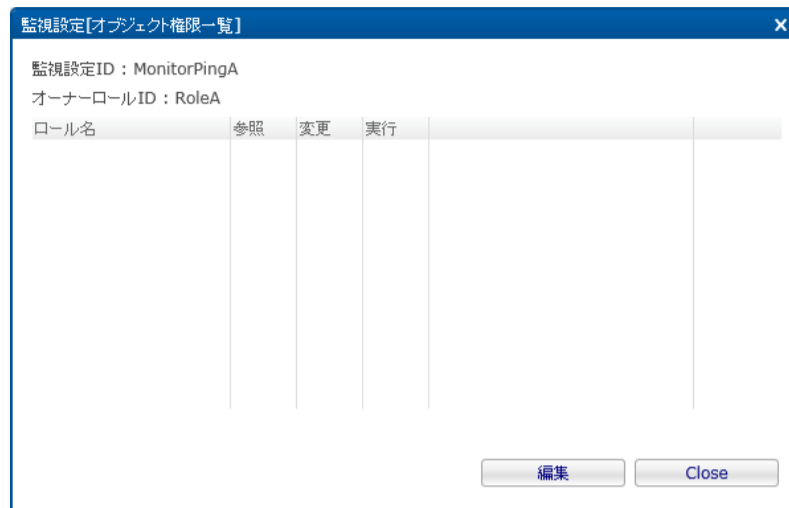 監視設定[オブジェクト権限一覧]
監視設定ID：MonitorPingA
オーナーロールID：RoleA
ロール名 参照 変更 実行
編集 Close